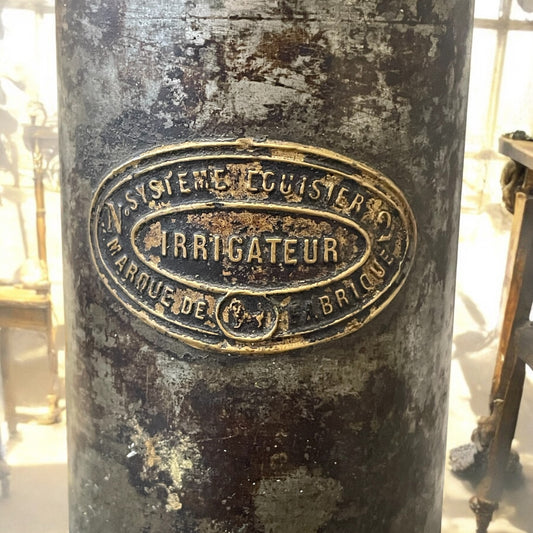 SYSTEME EGUISIER
IRRIGATEUR
MARQUE DE FABRIQUE